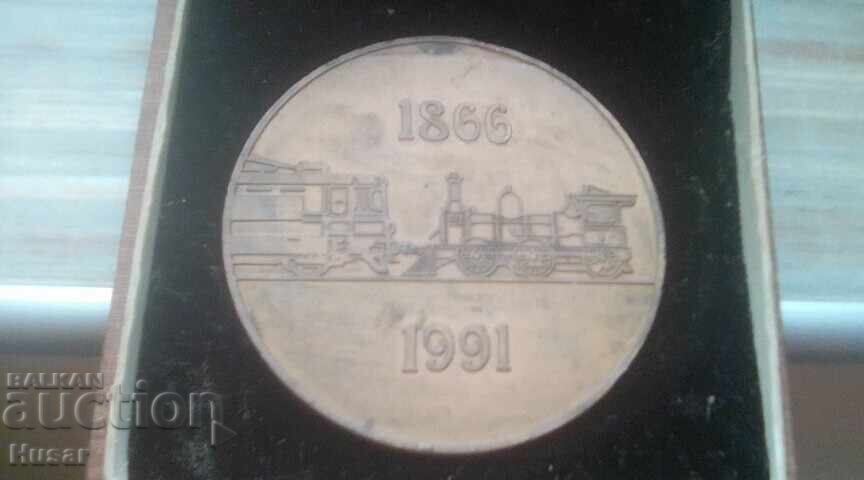 1866
1991
BALKAN
auction
Husar